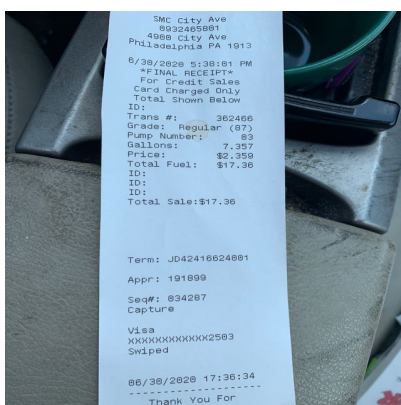 SMC City Ave
0932465801
4900 City Ave
Philadelphia PA 1913
6/30/2020 5:38:01 PM
*FINAL RECEIPT*
For Credit Sales
Card Charged Only
Total Shown Below
ID:
Trans #: 362466
Grade: Regular (87)
Pump Number: 03
Gallons: 7.357
Price: $2.359
Total Fuel: $17.36
ID:
ID:
ID:
Total Sale:$17.36
Term: JD42416624001
Appr: 191899
Seq#: 034287
Capture
Visa
XXXXXXXXXXXX2503
Swiped
06/30/2020 17:36:34
--------------------
Thank You For